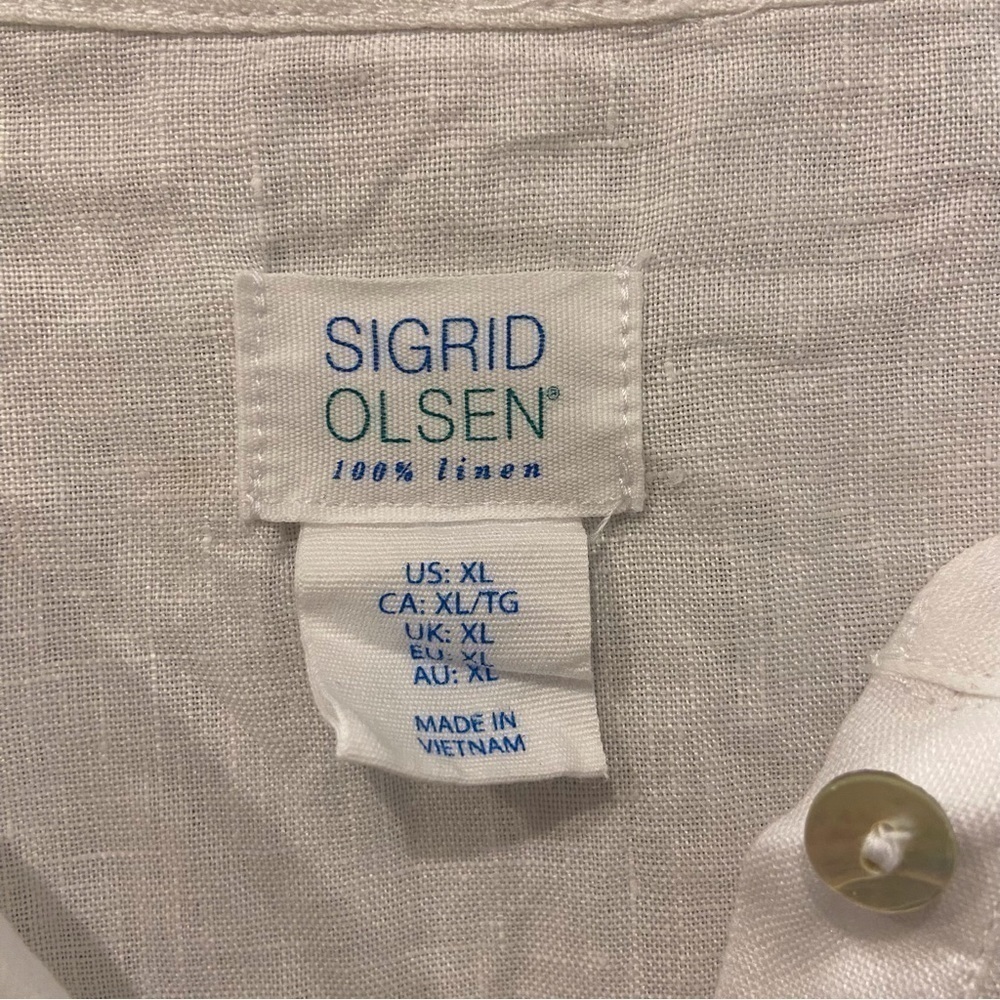 SIGRID
OLSEN®
100% linen
US: XL
CA: XL/TG
UK: XL
EU: XL
AU: XL
MADE IN
VIETNAM